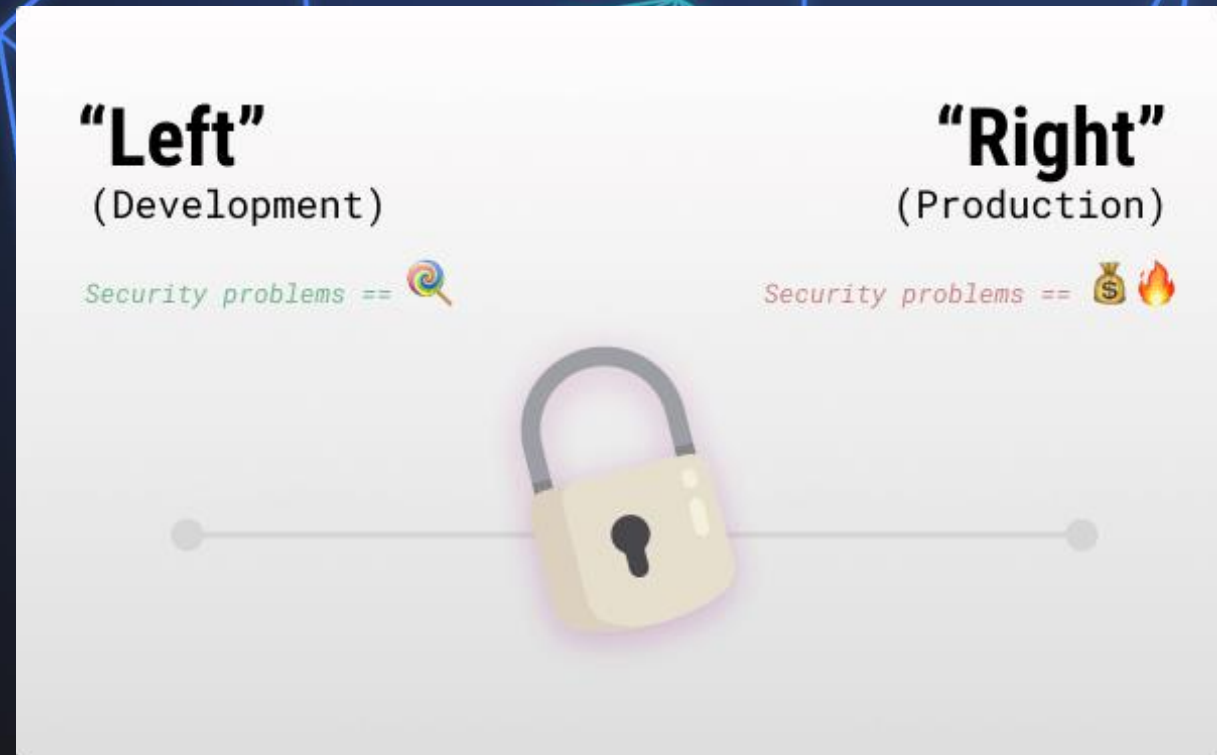 “Left”
(Development)
Security problems == 🍭
“Right”
(Production)
Security problems == 💰🔥